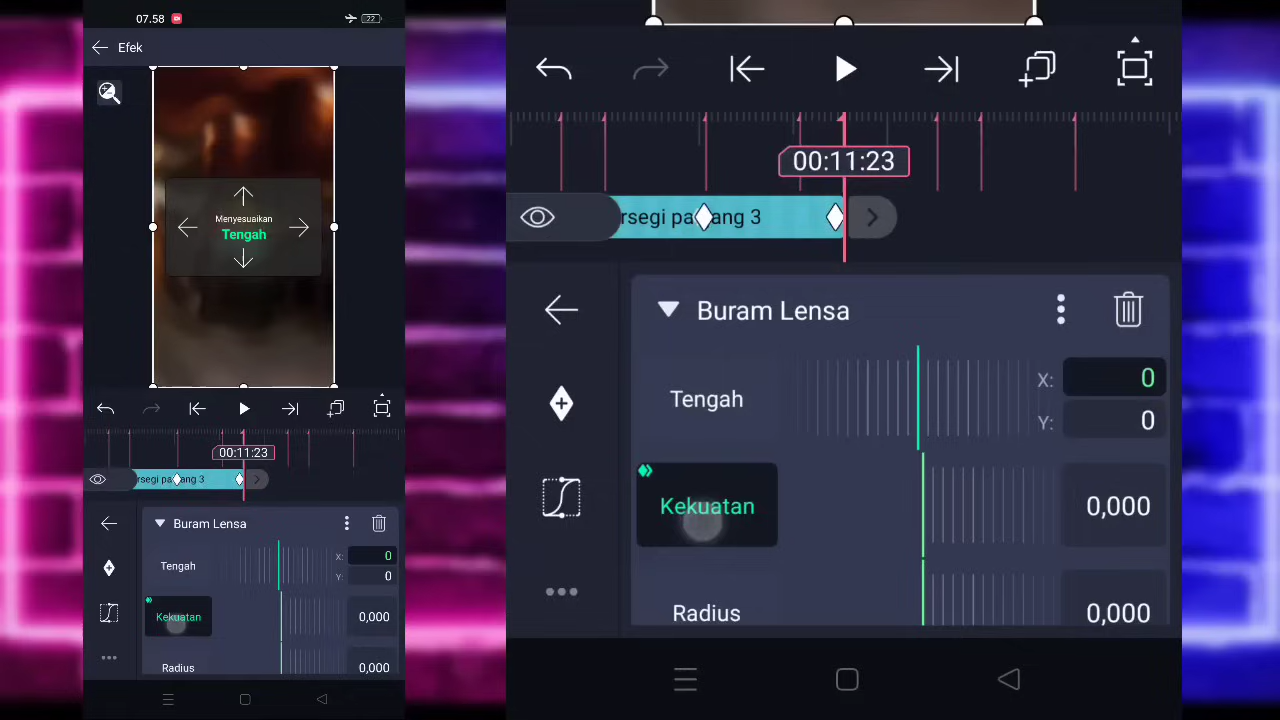 07.58
22
Efek
Menyesuaikan
Tengah
00:11:23
rsegi pa ang 3
Buram Lensa
Tengah
X:
0
Y:
0
Kekuatan
0,000
Radius
0,000
00:11:23
rsegi pa ang 3
Buram Lensa
Tengah
X:
0
Y:
0
Kekuatan
0,000
Radius
0,000